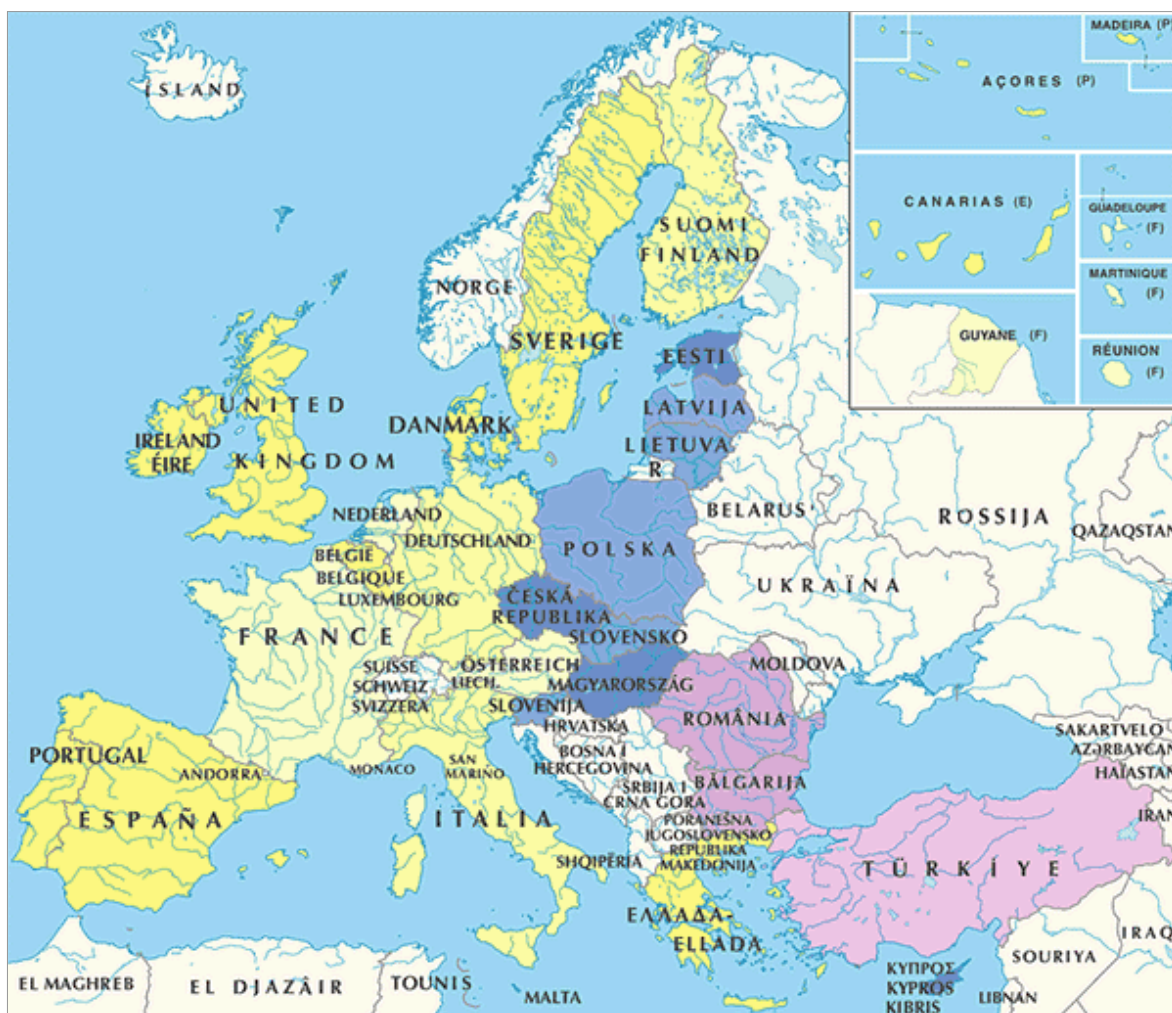 ÍSLAND
MADEIRA (P)
AÇORES (P)
CANARIAS (E)
GUADELOUPE
(F)
MARTINIQUE
(F)
GUYANE (F)
RÉUNION
(F)
SUOMI
FINLAND
NORGE
SVERIGE
EESTI
LATVIJA
LIETUVA
R
DANMARK
UNITED
KINGDOM
IRELAND
ÉIRE
NEDERLAND
DEUTSCHLAND
BELGIË
BELGIQUE
LUXEMBOURG
POLSKA
BELARUS'
ROSSIJA
QAZAQSTAN
UKRAÏNA
ČESKÁ
REPUBLIKA
SLOVENSKO
FRANCE
SUISSE
SCHWEIZ
SVIZZERA
LIECH.
ÖSTERREICH
MAGYARORSZÁG
MOLDOVA
SLOVENIJA
ROMÂNIA
HRVATSKA
BOSNA I
HERCEGOVINA
SRBIJA I
CRNA GORA
BĂLGARIJA
PORANEŠNA
JUGOSLOVENSKO
REPUBLIKA
MAKEDONIJA
SHQIPËRIA
PORTUGAL
ESPAÑA
ANDORRA
MONACO
SAN
MARIÑO
ITALIA
ΕΛΛΑΔΑ-
ELLADA
TÜRKÍYE
SAKARTVELO
AZƏRBAYCAN
HAÏASTAN
IRAN
IRAQ
SOURIYA
LIBNAN
ΚΥΠΡΟΣ
KYPROS
KIBRIS
EL MAGHREB
EL DJAZÂIR
TOUNIS
MALTA